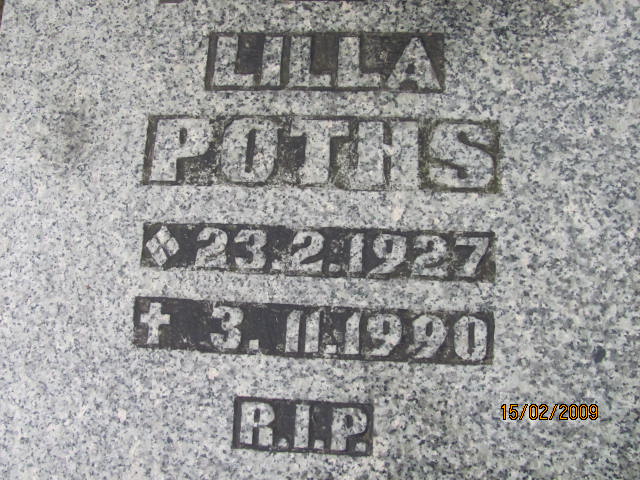 LILLA
POTHS
23.2.1927
✝ 3.11.1990
R.I.P.
15/02/2009